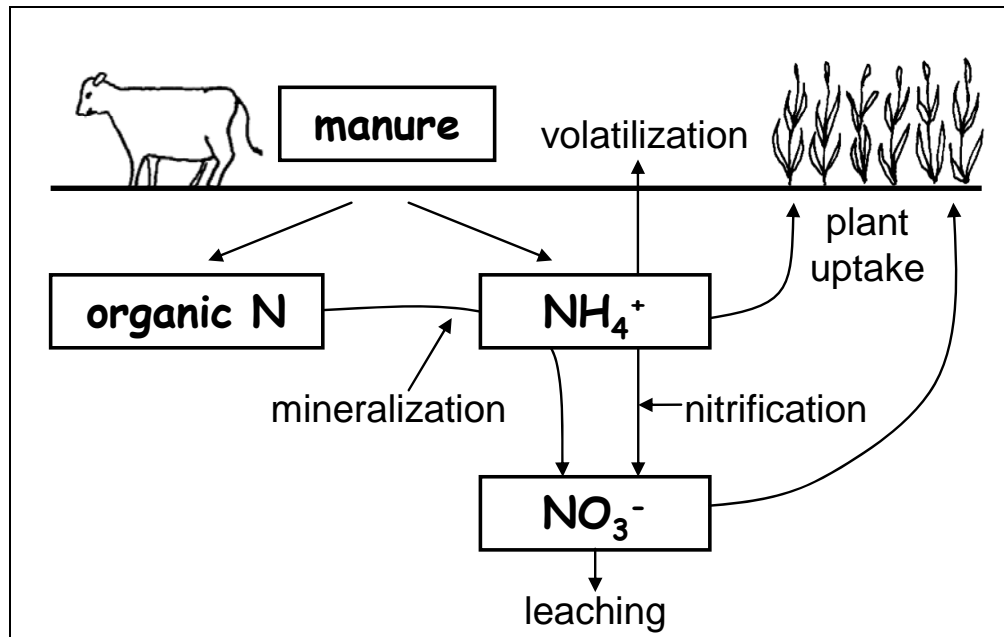 manure
volatilization
plant
uptake
organic N
NH₄⁺
mineralization
nitrification
NO₃⁻
leaching